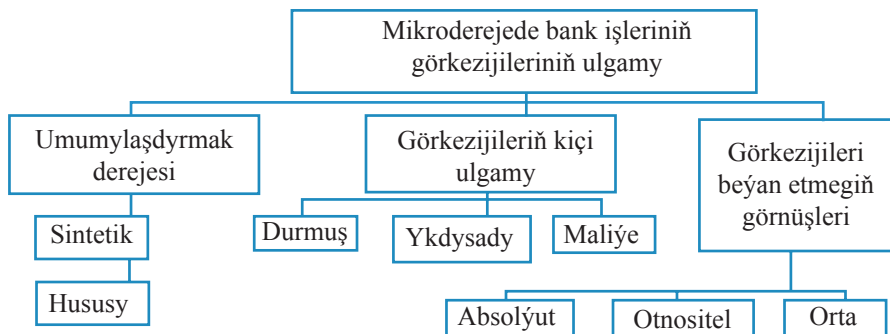 Mikroderejede bank işleriniň
görkezijileriniň ulgamy
Umumylaşdyrmak
derejesi
Görkezijileriň kiçi
ulgamy
Görkezijileri
beýan etmegiň
görnüşleri
Sintetik
Hususy
Durmuş
Ykdysady
Maliýe
Absolýut
Otnositel
Orta